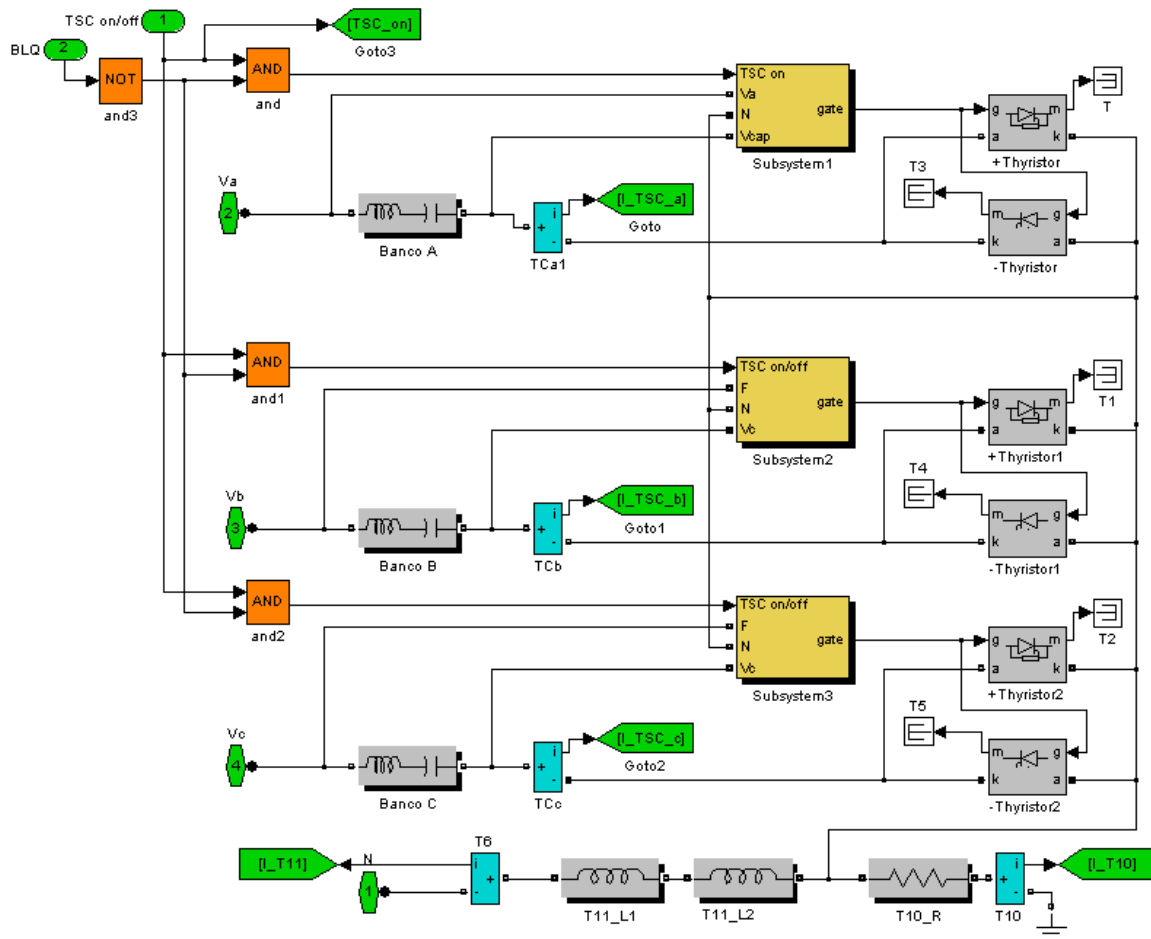 TSC on/off
1
[TSC_on]
Goto3
BLQ
2
NOT
and3
AND
and
TSC on
Va
N
Vcap
gate
Subsystem1
g
m
a
k
+Thyristor
T
Va
2
Banco A
i
+
-
TCa1
[I_TSC_a]
Goto
T3
m
g
k
a
-Thyristor
AND
and1
TSC on/off
F
N
Vc
gate
Subsystem2
g
m
a
k
+Thyristor1
T1
Vb
3
Banco B
i
+
-
TCb
[I_TSC_b]
Goto1
T4
m
g
k
a
-Thyristor1
AND
and2
TSC on/off
F
N
Vc
gate
Subsystem3
g
m
a
k
+Thyristor2
T2
Vc
4
Banco C
i
+
-
TCc
[I_TSC_c]
Goto2
T5
m
g
k
a
-Thyristor2
[I_T11]
N
1
T6
i
+
-
T11_L1
T11_L2
T10_R
i
+
-
T10
[I_T10]